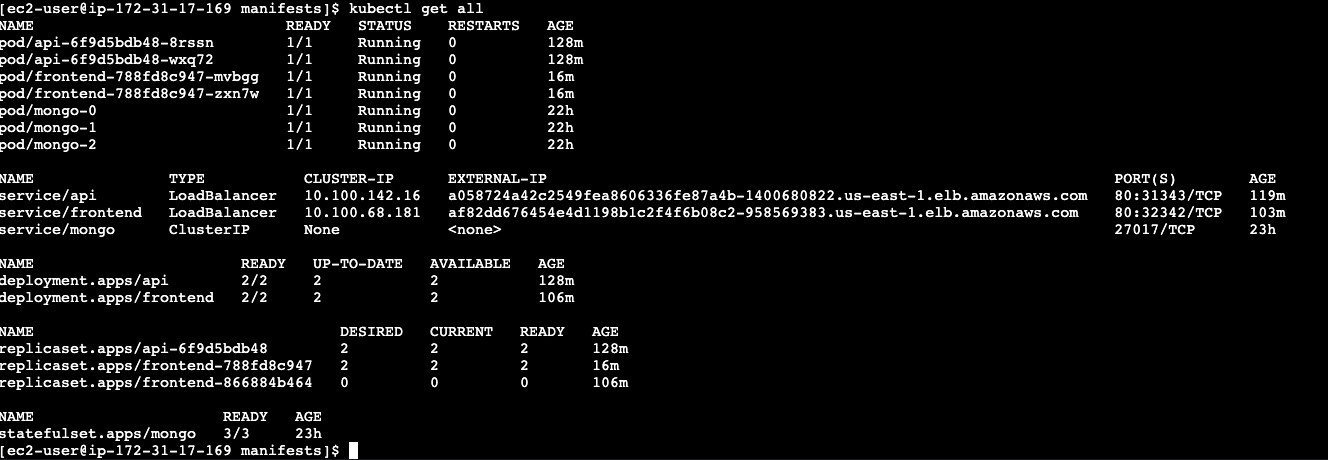 [ec2-user@ip-172-31-17-169 manifests]$ kubectl get all
NAME READY STATUS RESTARTS AGE
pod/api-6f9d5bdb48-8rssn 1/1 Running 0 128m
pod/api-6f9d5bdb48-wxq72 1/1 Running 0 128m
pod/frontend-788fd8c947-mvbgg 1/1 Running 0 16m
pod/frontend-788fd8c947-zxn7w 1/1 Running 0 16m
pod/mongo-0 1/1 Running 0 22h
pod/mongo-1 1/1 Running 0 22h
pod/mongo-2 1/1 Running 0 22h
NAME TYPE CLUSTER-IP EXTERNAL-IP PORT(S) AGE
service/api LoadBalancer 10.100.142.16 a058724a42c2549fea8606336fe87a4b-1400680822.us-east-1.elb.amazonaws.com 80:31343/TCP 119m
service/frontend LoadBalancer 10.100.68.181 af82dd676454e4d1198b1c2f4f6b08c2-958569383.us-east-1.elb.amazonaws.com 80:32342/TCP 103m
service/mongo ClusterIP None <none> 27017/TCP 23h
NAME READY UP-TO-DATE AVAILABLE AGE
deployment.apps/api 2/2 2 2 128m
deployment.apps/frontend 2/2 2 2 106m
NAME DESIRED CURRENT READY AGE
replicaset.apps/api-6f9d5bdb48 2 2 2 128m
replicaset.apps/frontend-788fd8c947 2 2 2 16m
replicaset.apps/frontend-866884b464 0 0 0 106m
NAME READY AGE
statefulset.apps/mongo 3/3 23h
[ec2-user@ip-172-31-17-169 manifests]$